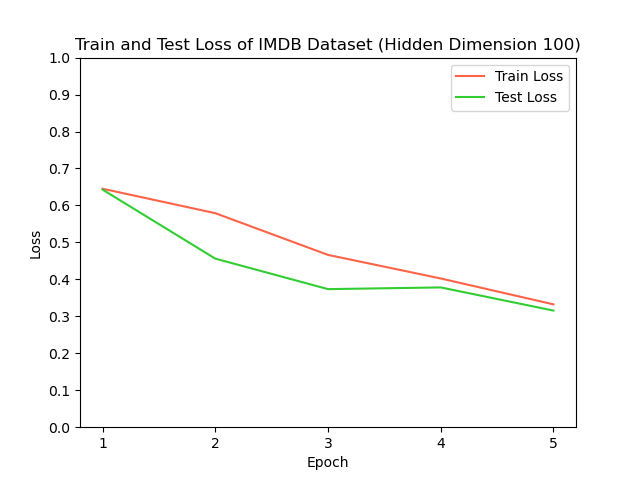 Train and Test Loss of IMDB Dataset (Hidden Dimension 100)
1.0
0.9
0.8
0.7
0.6
0.5
0.4
0.3
0.2
0.1
0.0
Loss
Train Loss
Test Loss
1 2 3 4 5
Epoch